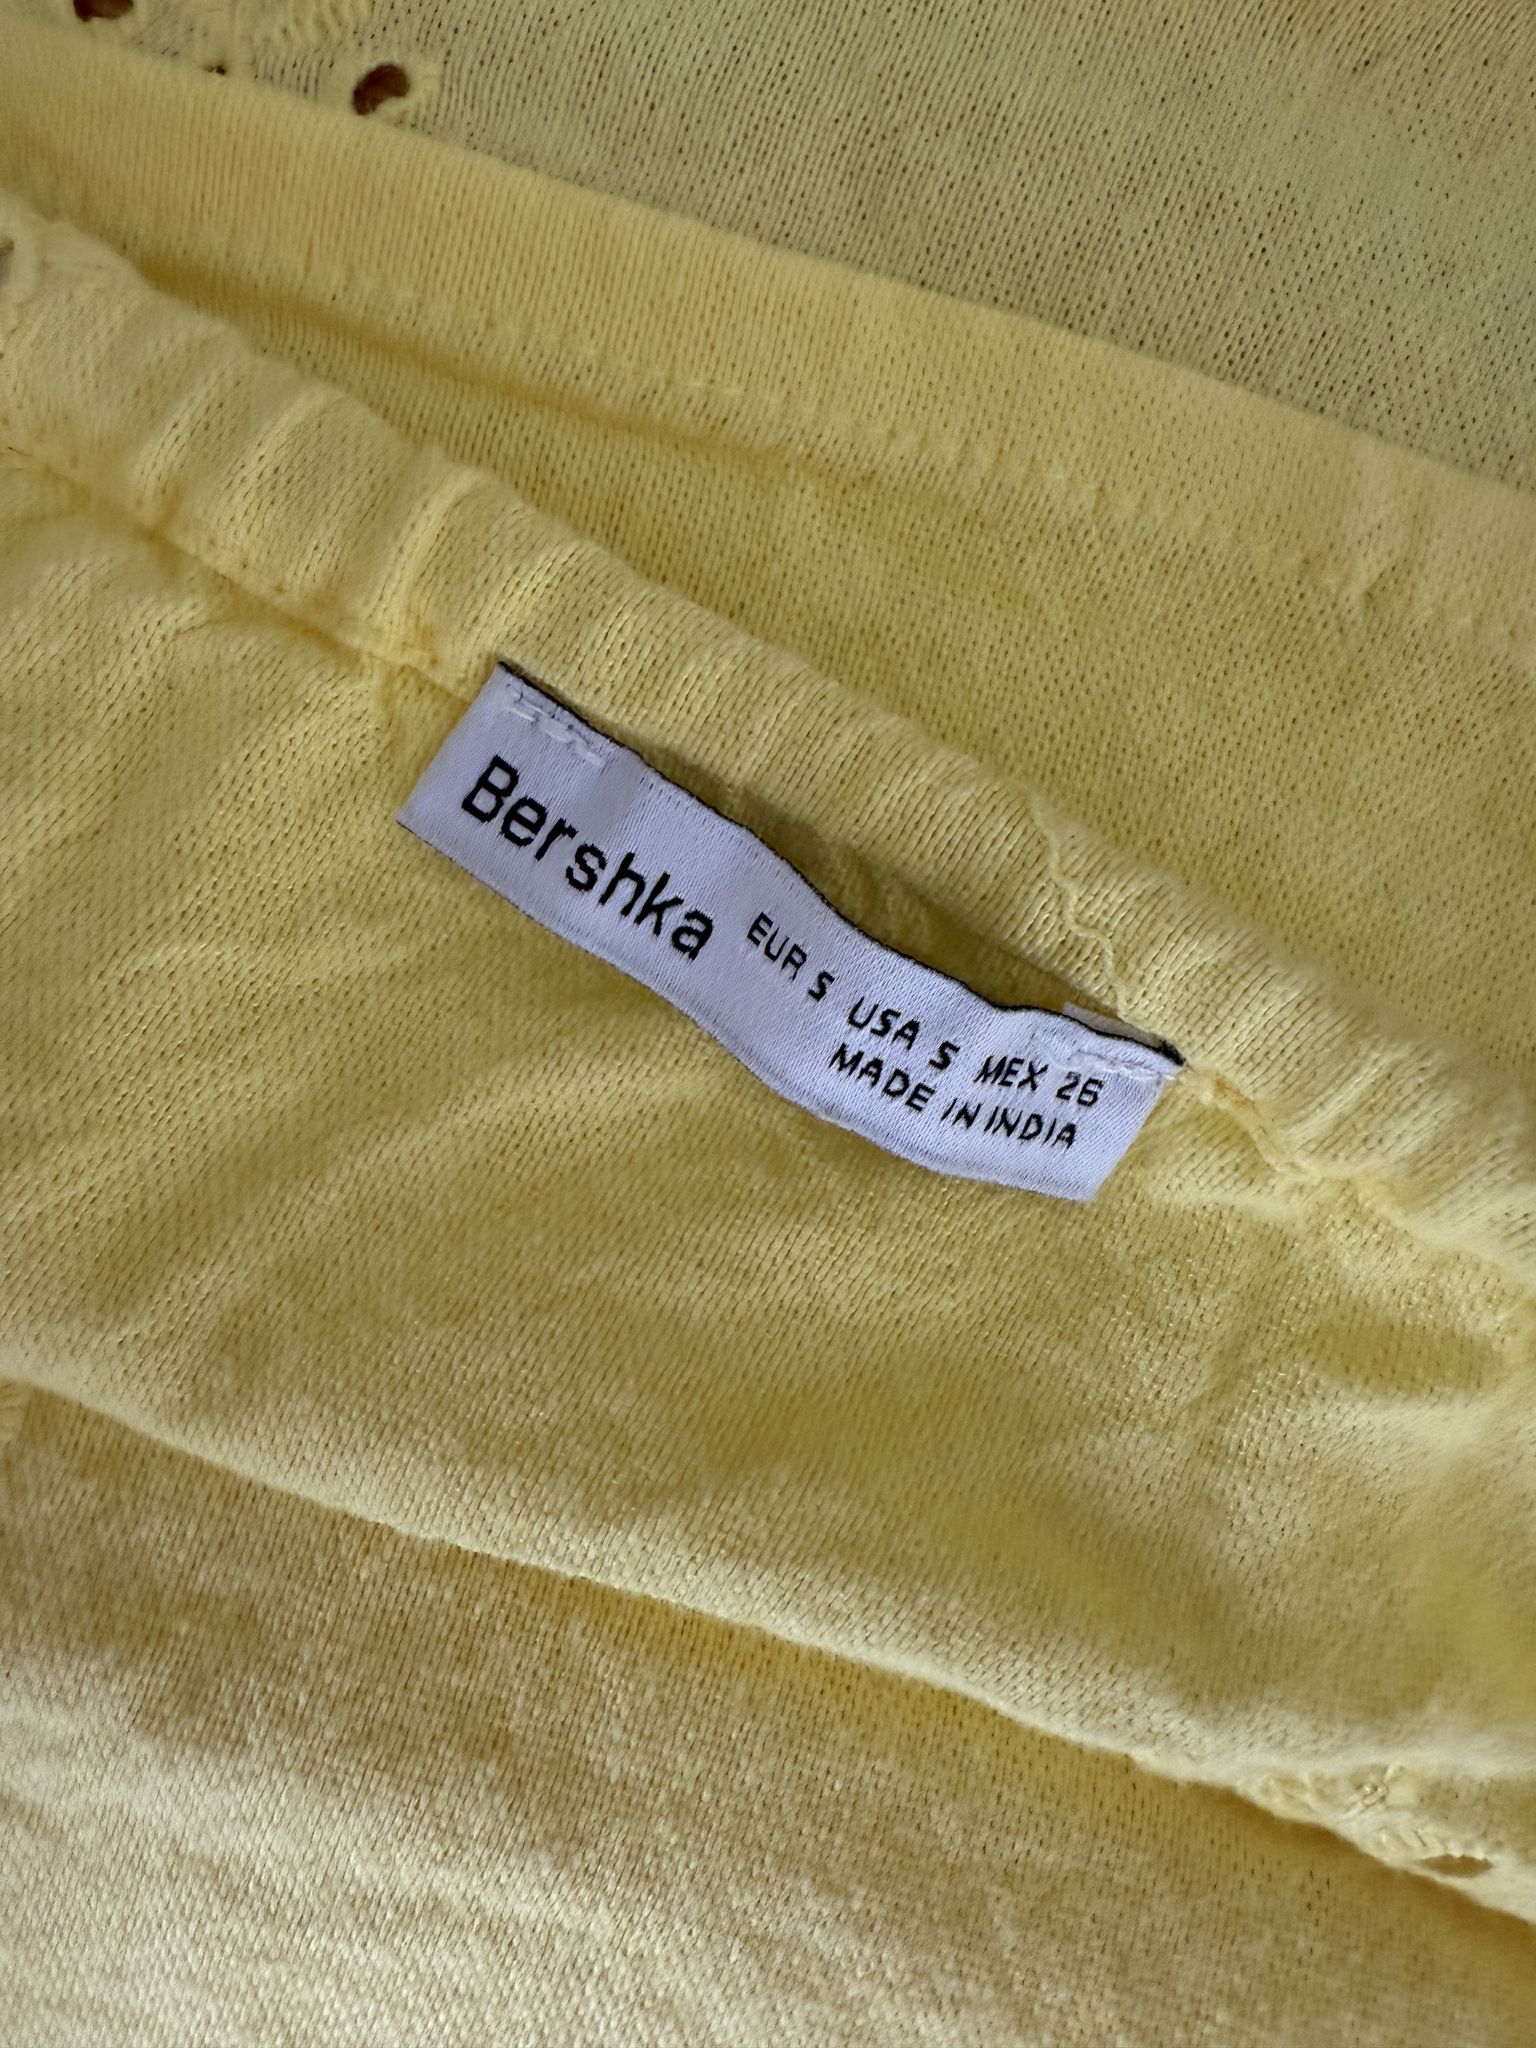 Bershka
EUR S USA S MEX 26
MADE IN INDIA